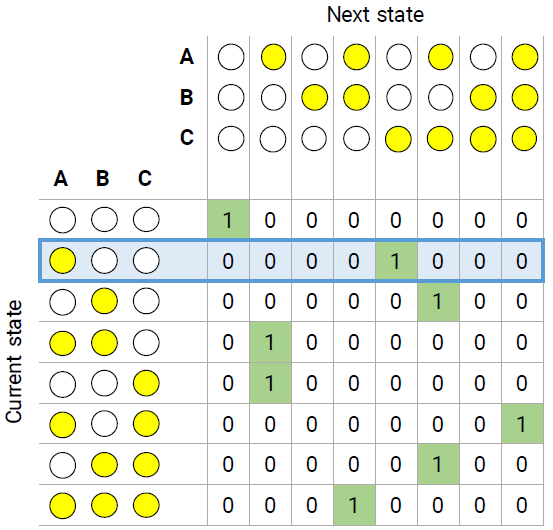 Next state
A
B
C
A B C
1 0 0 0 0 0 0 0
0 0 0 0 1 0 0 0
0 0 0 0 0 1 0 0
0 1 0 0 0 0 0 0
0 1 0 0 0 0 0 0
0 0 0 0 0 0 0 1
0 0 0 0 0 1 0 0
0 0 0 1 0 0 0 0
Current state